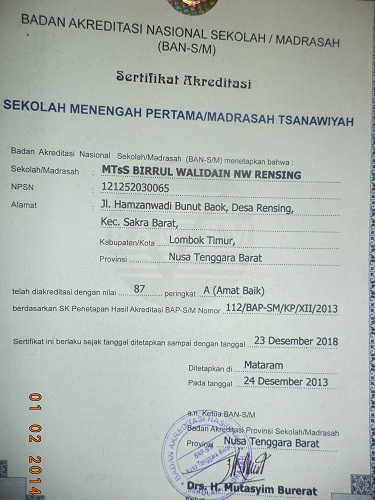 BADAN AKREDITASI NASIONAL SEKOLAH / MADRASAH
(BAN-S/M)
Sertifikat Akreditasi
SEKOLAH MENENGAH PERTAMA/MADRASAH TSANAWIYAH
Badan Akreditasi Nasional Sekolah/Madrasah (BAN-S/M) menetapkan bahwa :
Sekolah/Madrasah : MTsS BIRRUL WALIDAIN NW RENSING
NPSN : 121252030065
Alamat : Jl. Hamzanwadi Bunut Baok, Desa Rensing,
Kec. Sakra Barat,
Kabupaten/Kota Lombok Timur,
Provinsi Nusa Tenggara Barat
telah diakreditasi dengan nilai 87 peringkat A (Amat Baik)
berdasarkan SK Penetapan Hasil Akreditasi BAP-S/M Nomor 112/BAP-SM/KP/XII/2013
Sertifikat ini berlaku sejak tanggal ditetapkan sampai dengan tanggal 23 Desember 2018
Ditetapkan di Mataram
Pada tanggal 24 Desember 2013
a.n. Ketua BAN-S/M
Badan Akreditasi Provinsi Sekolah/Madrasah
Provinsi Nusa Tenggara Barat
Drs. H. Mutasyim Burerat
01 02 2014